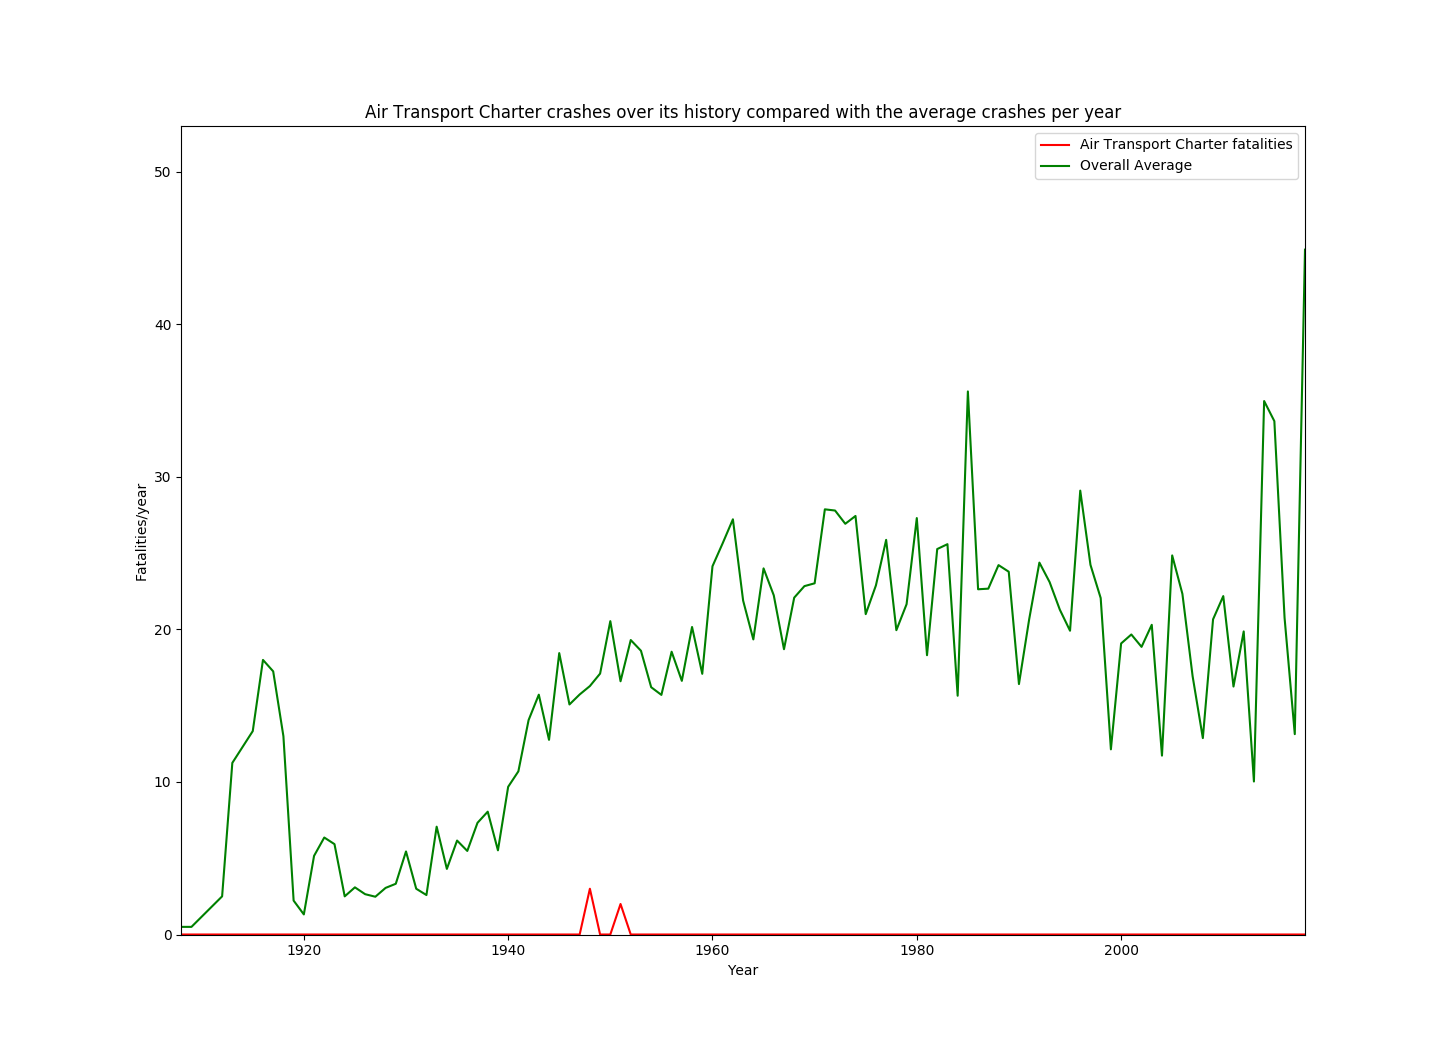 Air Transport Charter crashes over its history compared with the average crashes per year
Air Transport Charter fatalities
Overall Average
50
40
30
20
10
0
Fatalities/year
1920 1940 1960 1980 2000
Year